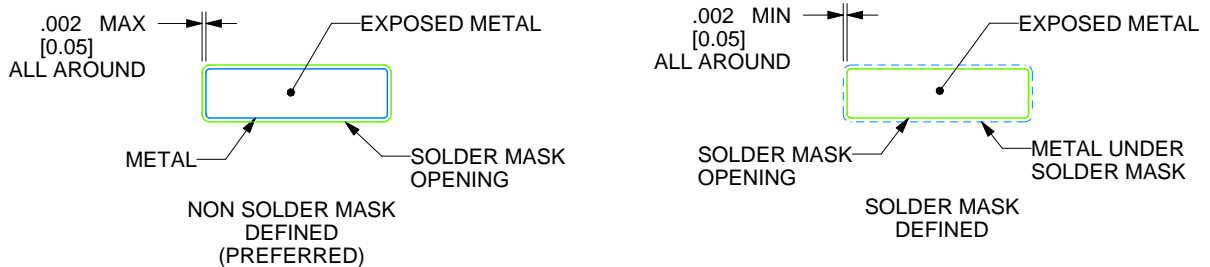 .002 MAX
[0.05]
ALL AROUND
EXPOSED METAL
METAL
SOLDER MASK
OPENING
NON SOLDER MASK
DEFINED
(PREFERRED)
.002 MIN
[0.05]
ALL AROUND
EXPOSED METAL
SOLDER MASK
OPENING
METAL UNDER
SOLDER MASK
SOLDER MASK
DEFINED